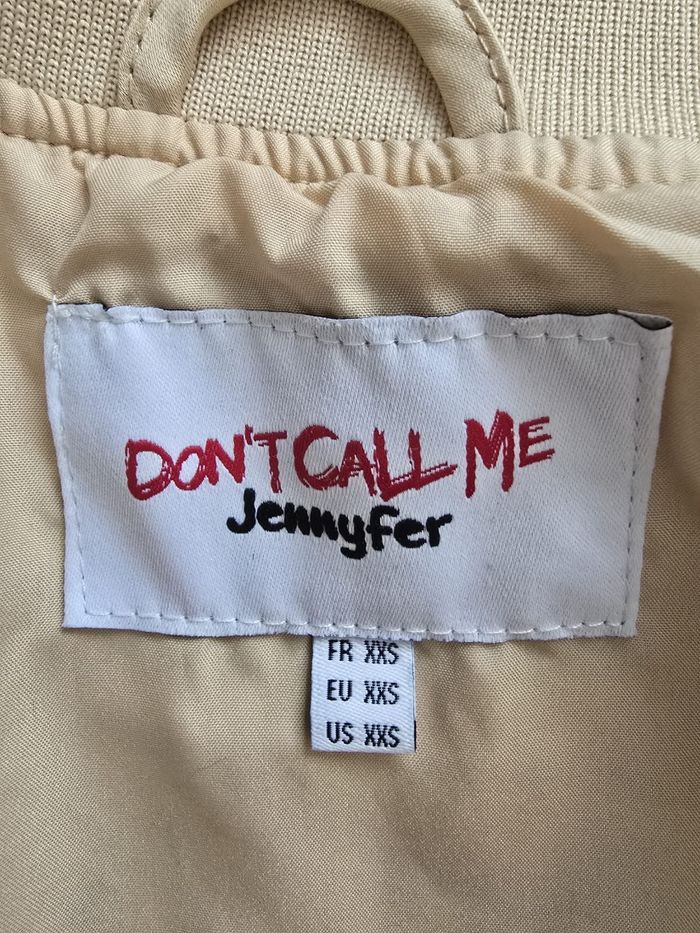 DON'T CALL ME
Jennyfer
FR XXS
EU XXS
US XXS